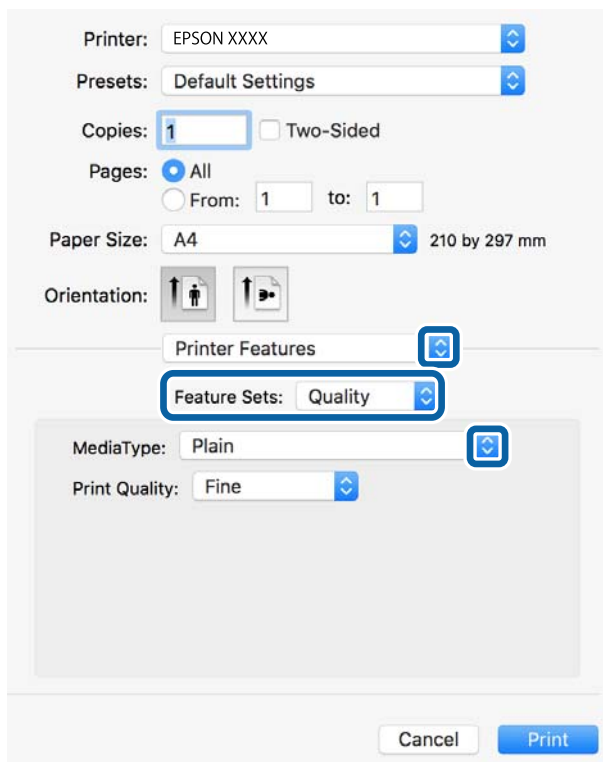 Printer: EPSON XXXX
Presets: Default Settings
Copies: 1 Two-Sided
Pages: All
From: 1 to: 1
Paper Size: A4 210 by 297 mm
Orientation:
Printer Features
Feature Sets: Quality
MediaType: Plain
Print Quality: Fine
Cancel Print